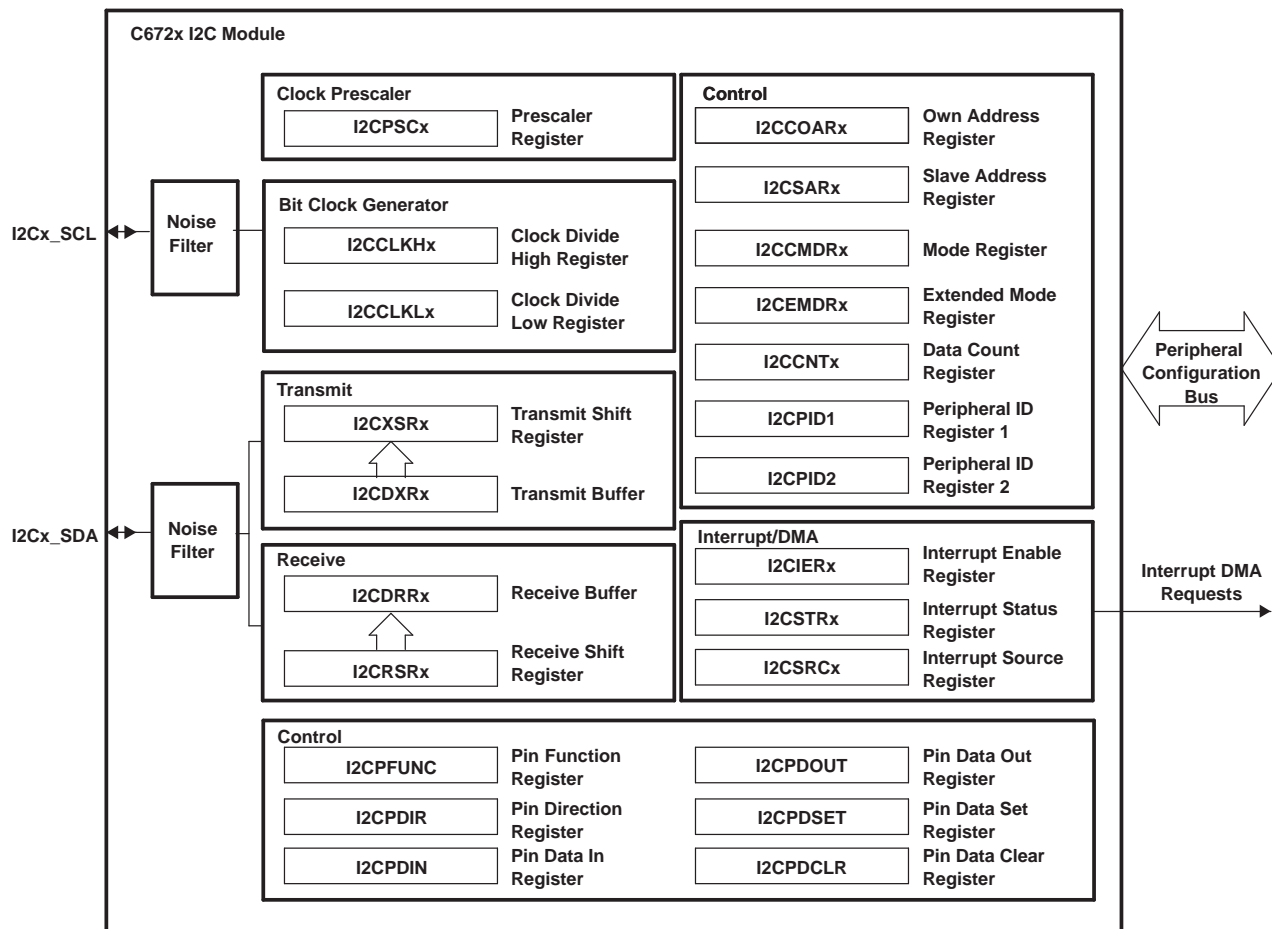 C672x I2C Module
Clock Prescaler
I2CPSCx
Prescaler
Register
I2Cx_SCL
Noise
Filter
Bit Clock Generator
I2CCLKHx
Clock Divide
High Register
I2CCLKLx
Clock Divide
Low Register
Transmit
I2CXSRx
Transmit Shift
Register
I2CDXRx
Transmit Buffer
I2Cx_SDA
Noise
Filter
Receive
I2CDRRx
Receive Buffer
I2CRSRx
Receive Shift
Register
Control
I2CCOARx
Own Address
Register
I2CSARx
Slave Address
Register
I2CCMDRx
Mode Register
I2CEMDRx
Extended Mode
Register
I2CCNTx
Data Count
Register
I2CPID1
Peripheral ID
Register 1
I2CPID2
Peripheral ID
Register 2
Peripheral
Configuration
Bus
Interrupt/DMA
I2CIERx
Interrupt Enable
Register
I2CSTRx
Interrupt Status
Register
I2CSRCx
Interrupt Source
Register
Interrupt DMA
Requests
Control
I2CPFUNC
Pin Function
Register
I2CPDIR
Pin Direction
Register
I2CPDIN
Pin Data In
Register
I2CPDOUT
Pin Data Out
Register
I2CPDSET
Pin Data Set
Register
I2CPDCLR
Pin Data Clear
Register